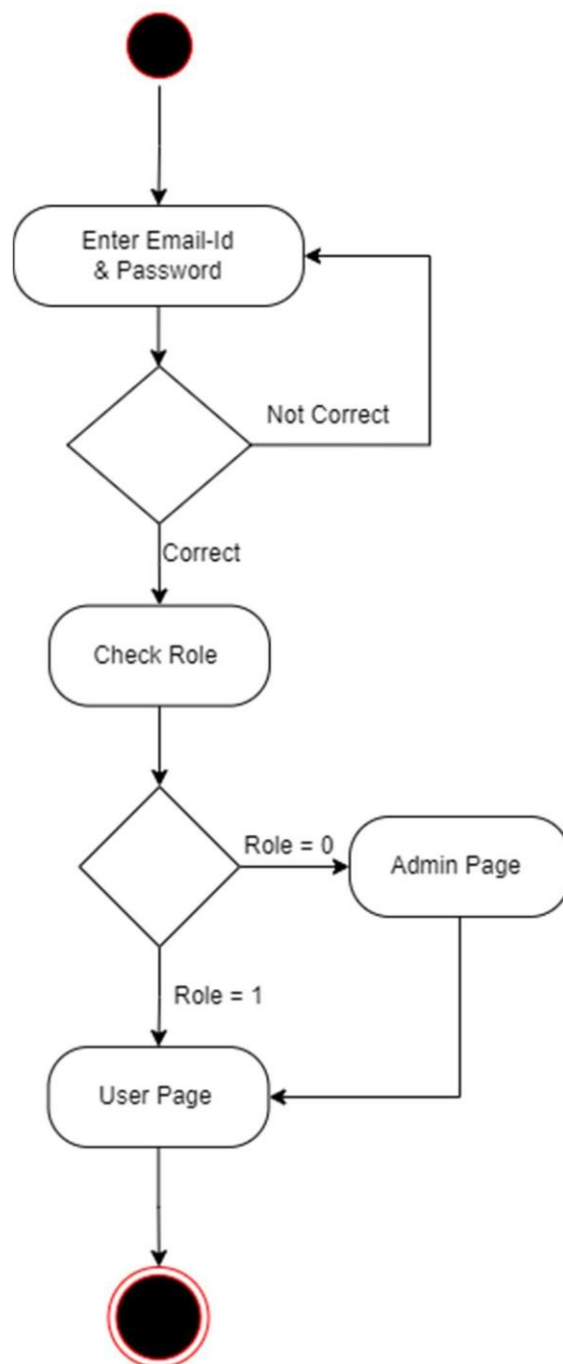 Enter Email-Id
& Password
Not Correct
Correct
Check Role
Role = 0
Admin Page
Role = 1
User Page